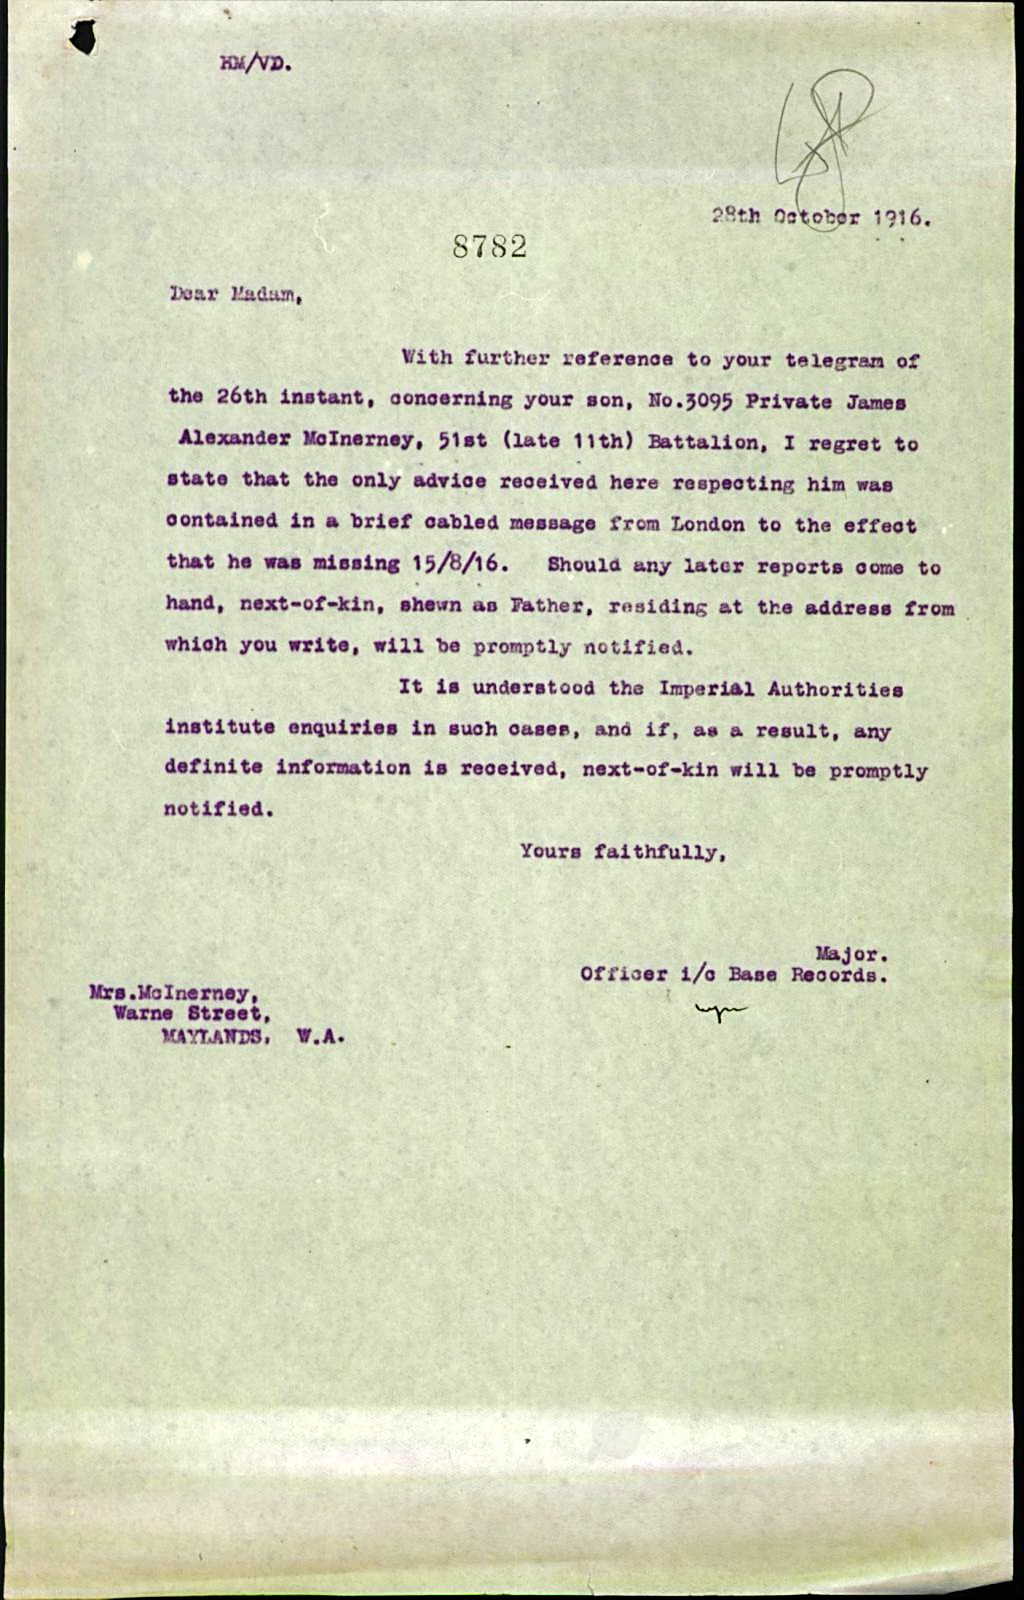 HM/VD.
28th October 1916.
8782
Dear Madam,
With further reference to your telegram of
the 26th instant, concerning your son, No.3095 Private James
Alexander McInerney, 51st (late 11th) Battalion, I regret to
state that the only advice received here respecting him was
contained in a brief cabled message from London to the effect
that he was missing 15/8/16. Should any later reports come to
hand, next-of-kin, shewn as Father, residing at the address from
which you write, will be promptly notified.
It is understood the Imperial Authorities
institute enquiries in such cases, and if, as a result, any
definite information is received, next-of-kin will be promptly
notified.
Yours faithfully,
Major.
Officer i/c Base Records.
Mrs.McInerney,
Warne Street,
MAYLANDS, W.A.